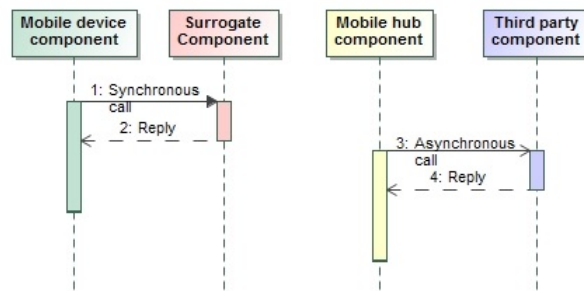 Mobile device
component
Surrogate
Component
Mobile hub
component
Third party
component
1: Synchronous
call
2: Reply
3: Asynchronous
call
4: Reply